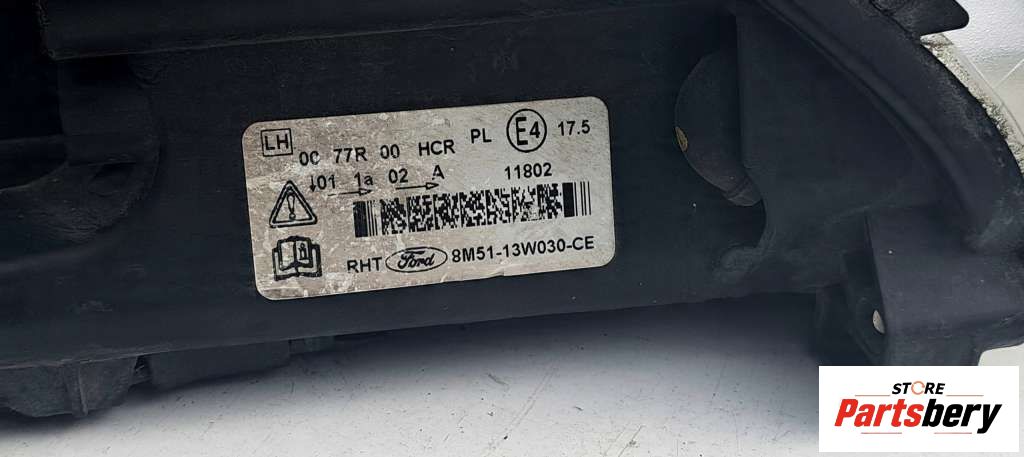 LH 00 77R 00 HCR PL E4 17.5
01 1a 02 A 11802
RHT Ford 8M51-13W030-CE
STORE
Partsbery